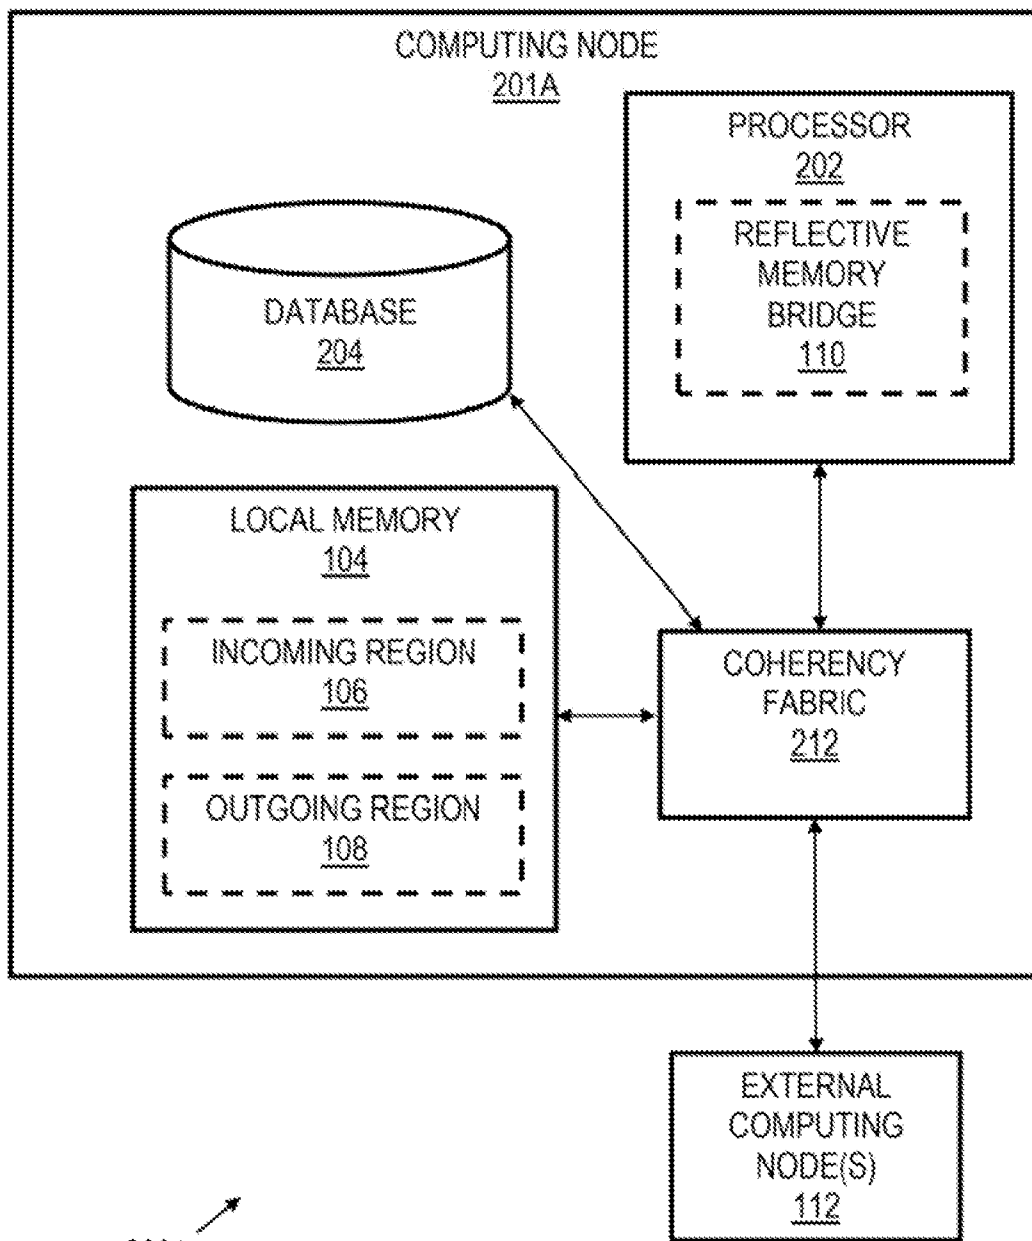 COMPUTING NODE
201A
PROCESSOR
202
REFLECTIVE
MEMORY
BRIDGE
110
DATABASE
204
LOCAL MEMORY
104
INCOMING REGION
106
OUTGOING REGION
108
COHERENCY
FABRIC
212
EXTERNAL
COMPUTING
NODE(S)
112